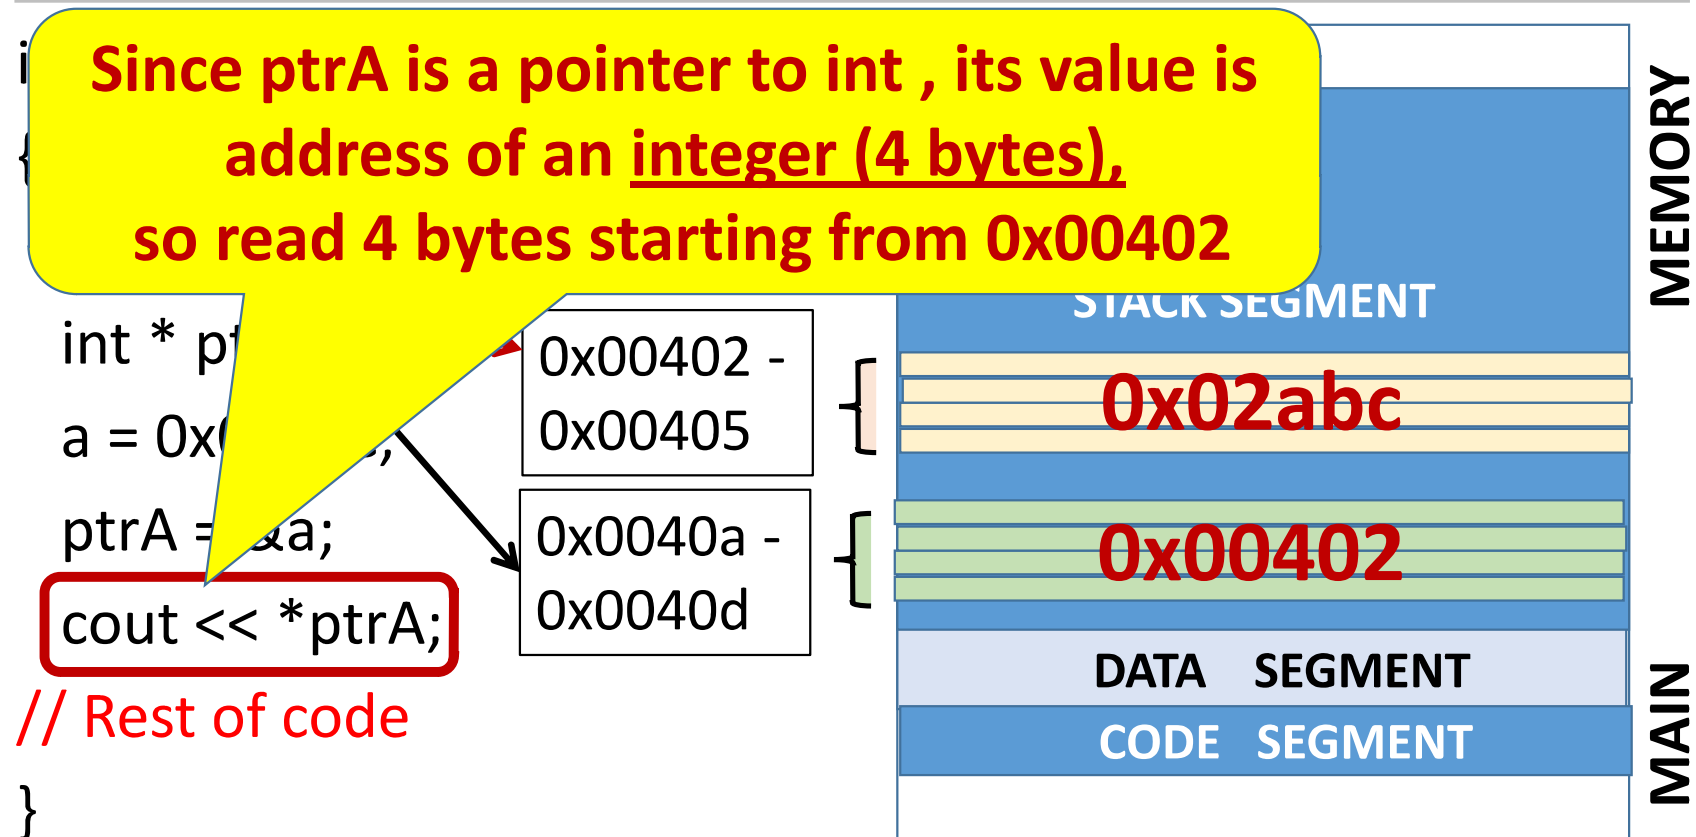 Since ptrA is a pointer to int , its value is
address of an integer (4 bytes),
so read 4 bytes starting from 0x00402
i
{
int * pt
a = 0x
ptrA = &a;
cout << *ptrA;
// Rest of code
}
0x00402 -
0x00405
0x0040a -
0x0040d
STACK SEGMENT
0x02abc
0x00402
DATA SEGMENT
CODE SEGMENT
MAIN MEMORY